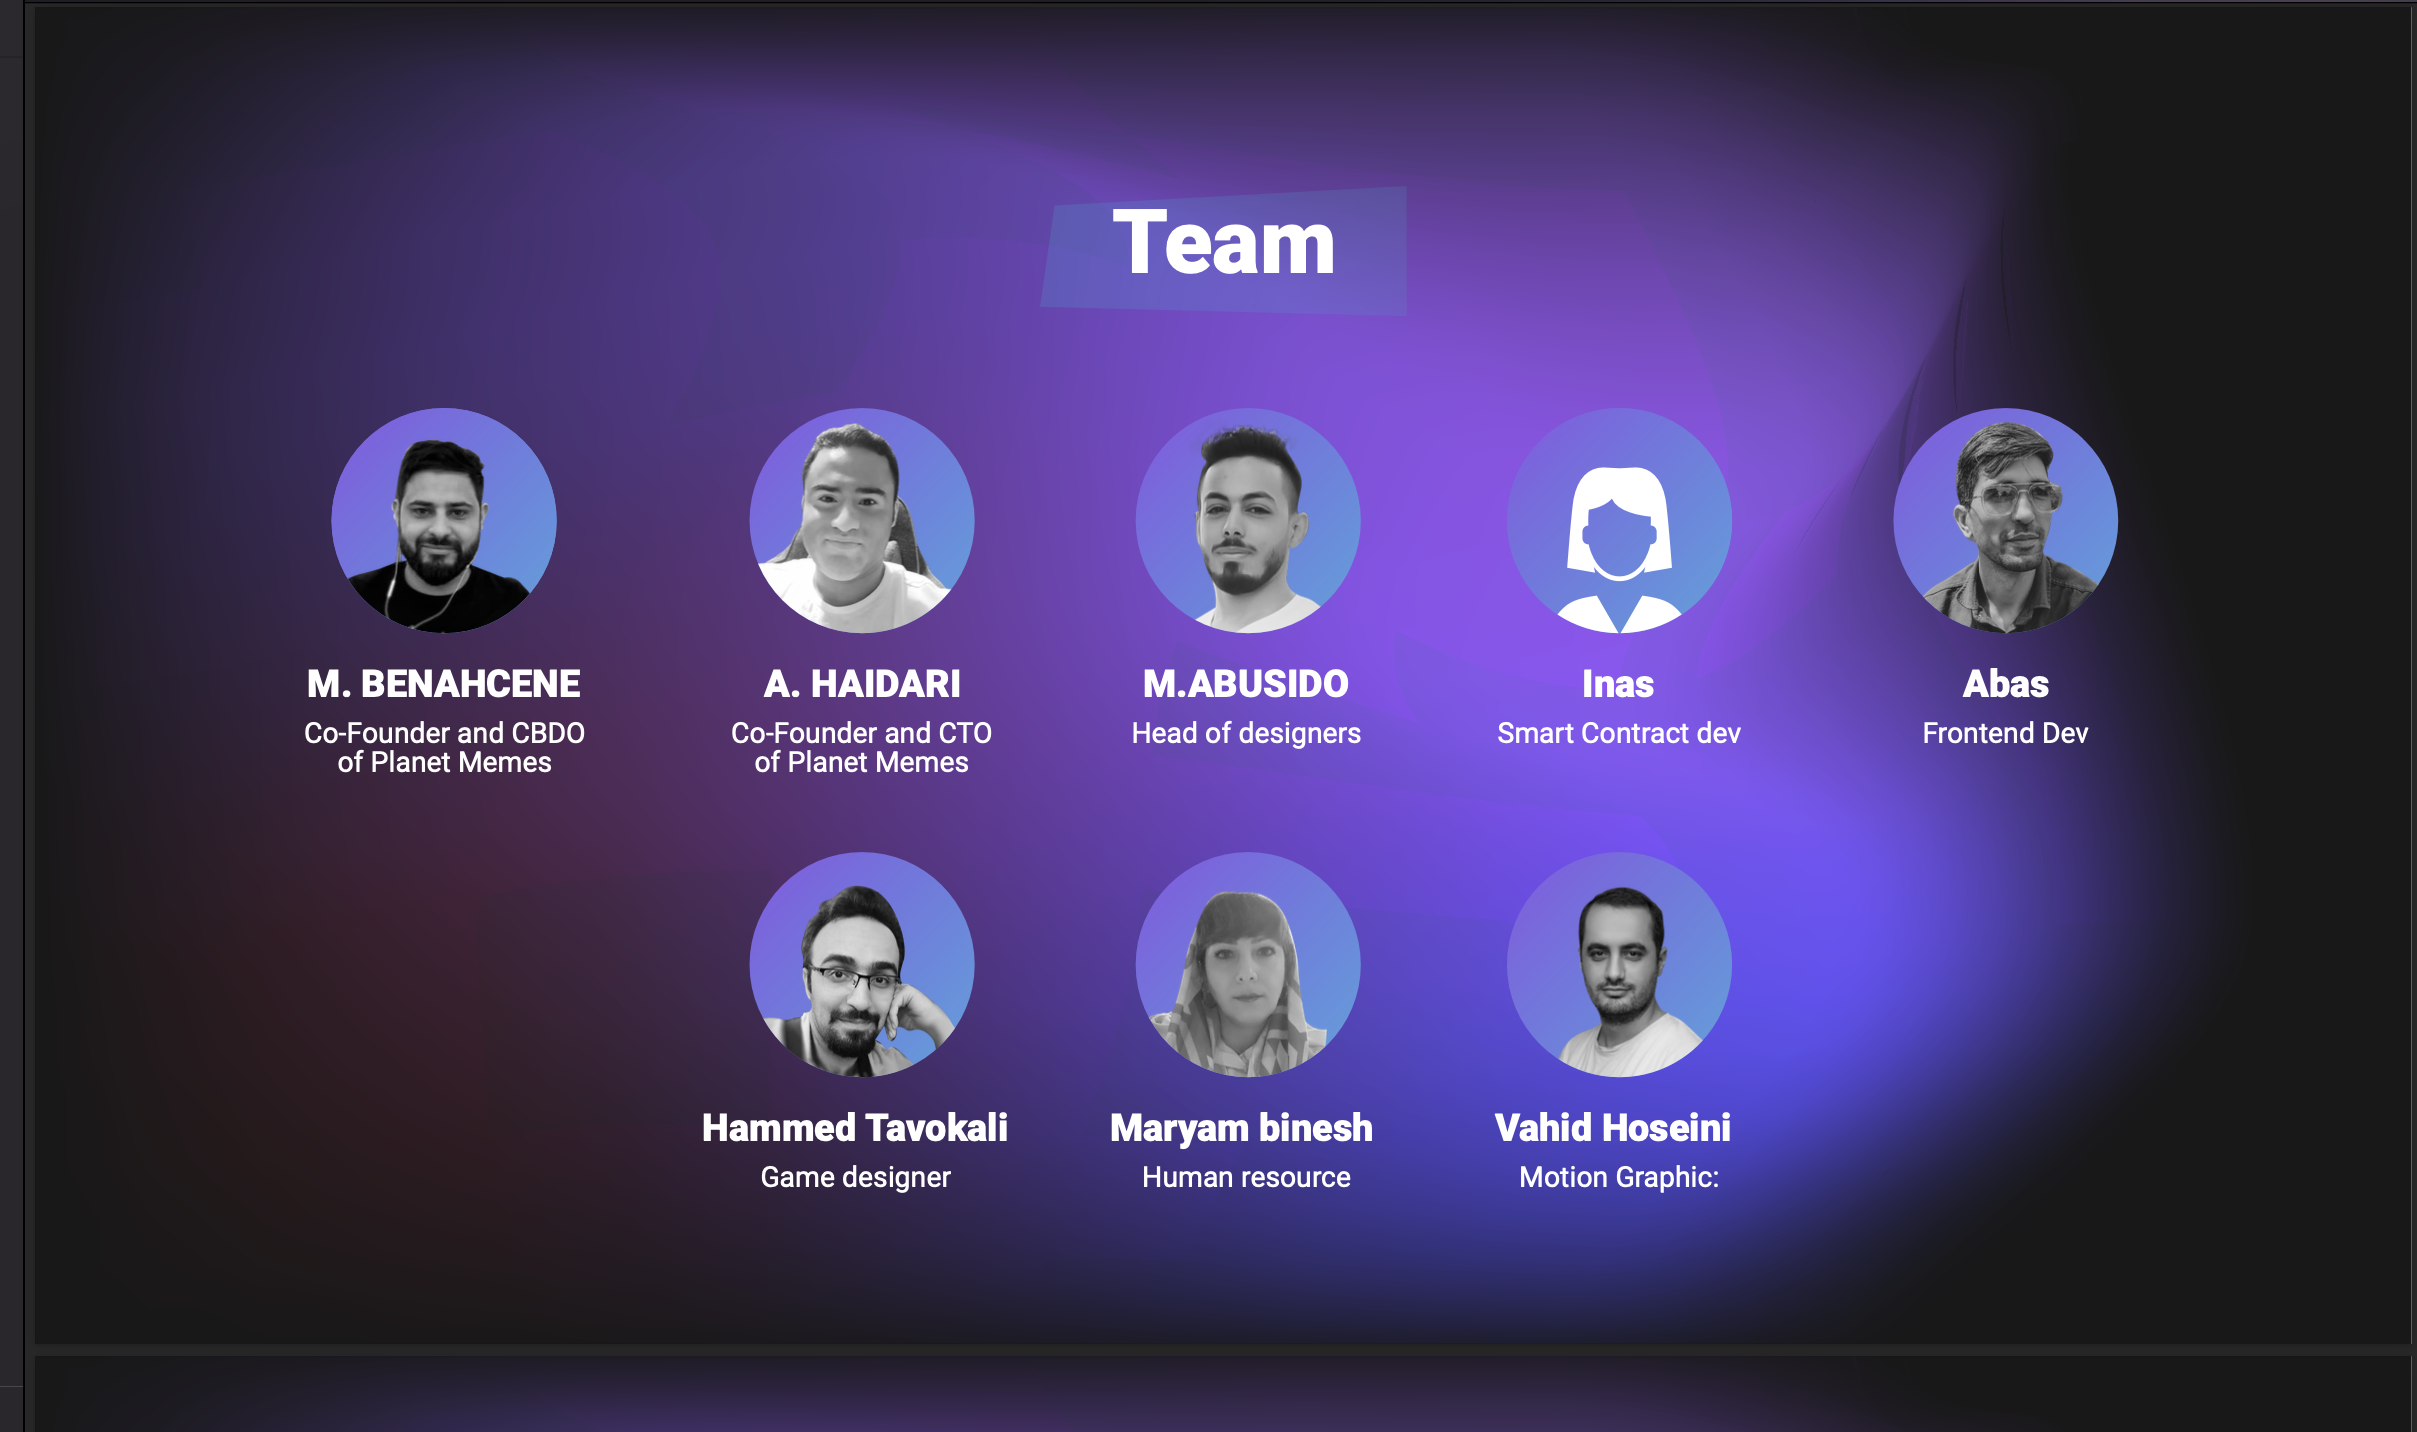 Team
M. BENAHCENE
Co-Founder and CBDO
of Planet Memes
A. HAIDARI
Co-Founder and CTO
of Planet Memes
M.ABUSIDO
Head of designers
Inas
Smart Contract dev
Abas
Frontend Dev
Hammed Tavokali
Game designer
Maryam binesh
Human resource
Vahid Hoseini
Motion Graphic: